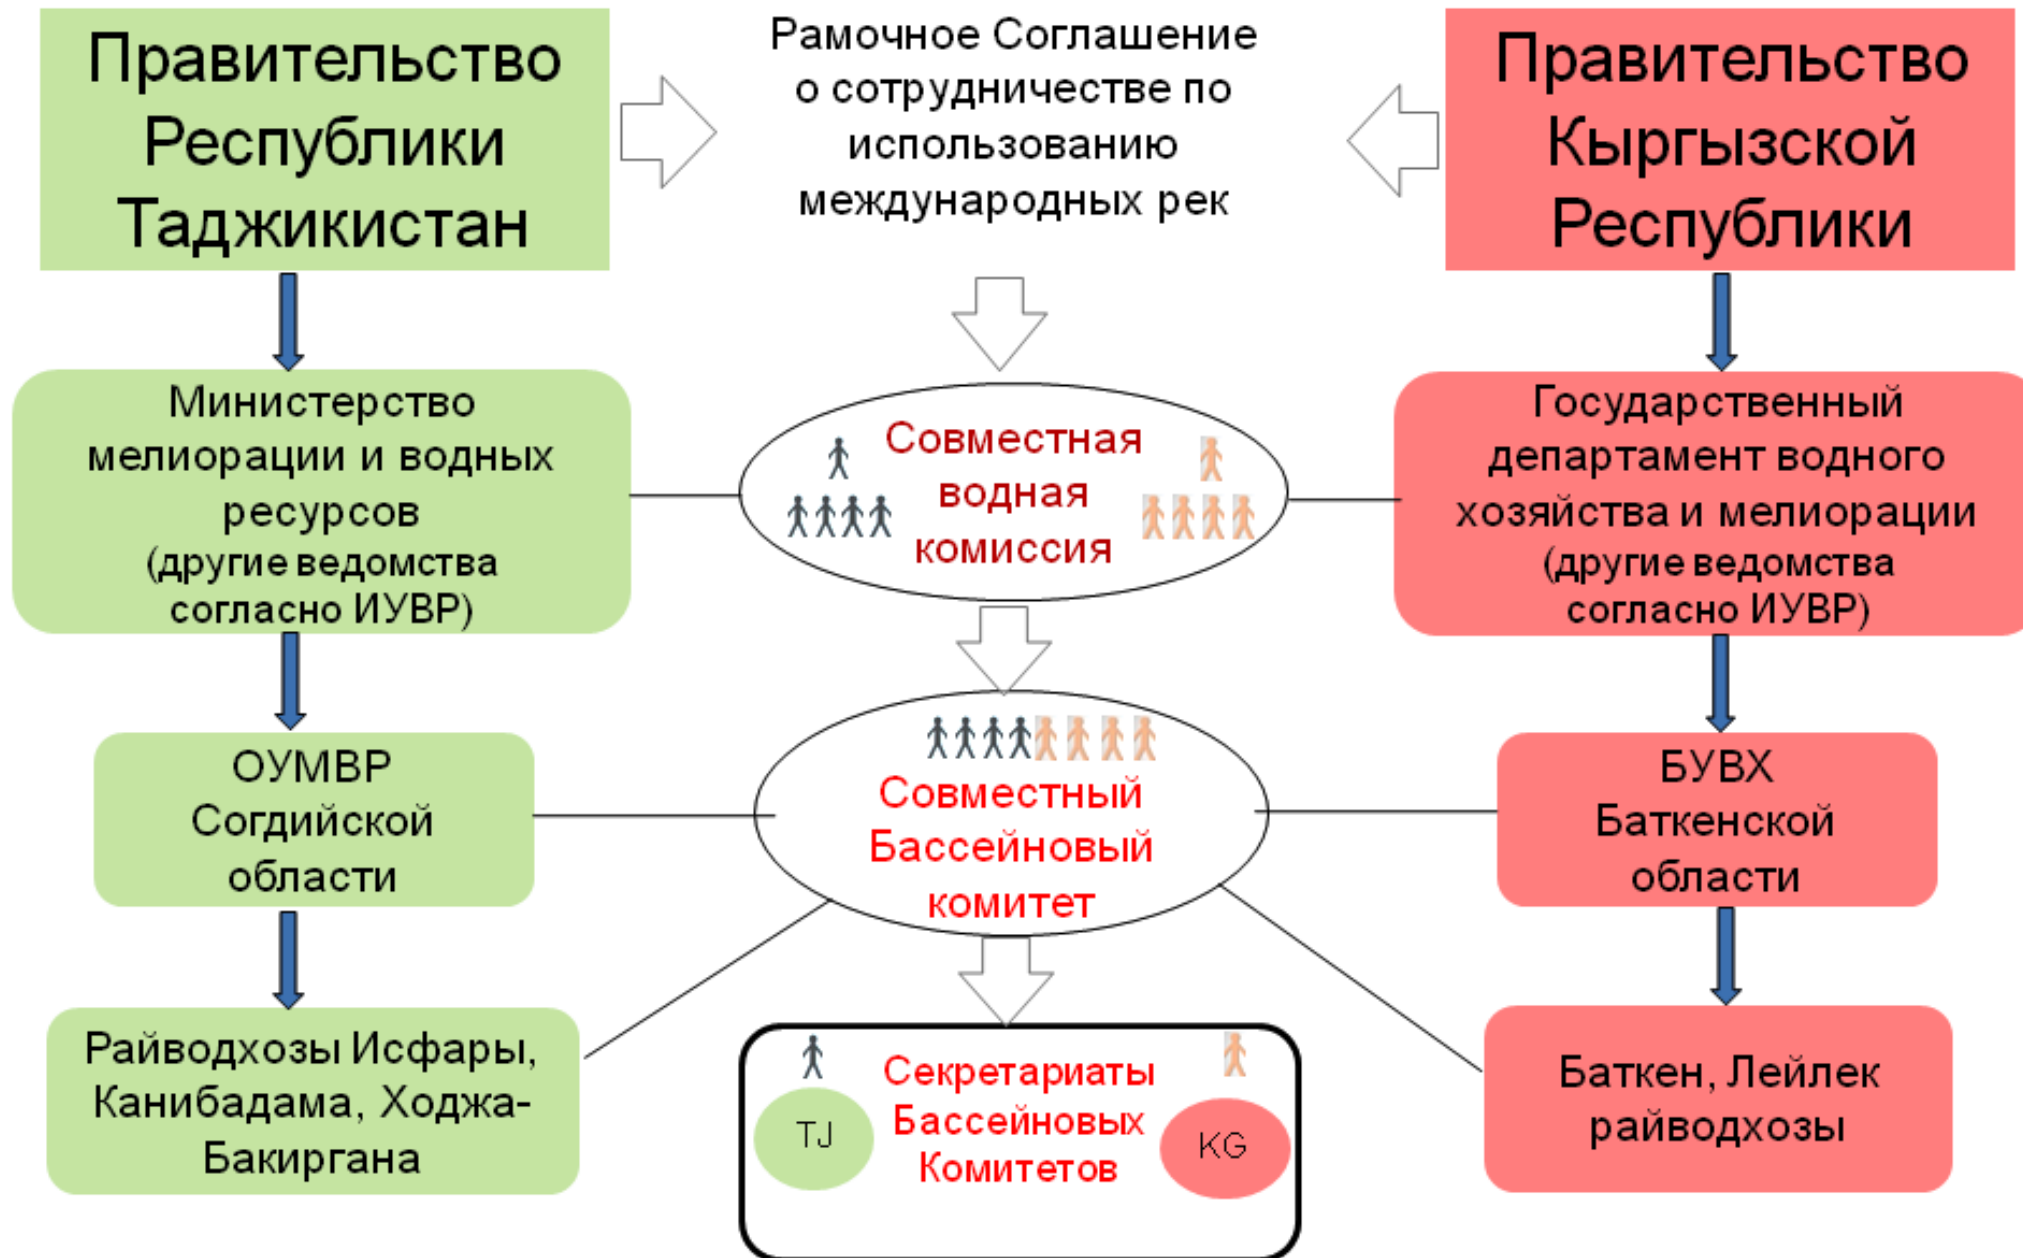 Правительство
Республики
Таджикистан
Рамочное Соглашение
о сотрудничестве по
использованию
международных рек
Правительство
Кыргызской
Республики
Министерство
мелиорации и водных
ресурсов
(другие ведомства
согласно ИУВР)
Совместная
водная
комиссия
Государственный
департамент водного
хозяйства и мелиорации
(другие ведомства
согласно ИУВР)
ОУМВР
Согдийской
области
Совместный
Бассейновый
комитет
БУВХ
Баткенской
области
Райводхозы Исфары,
Канибадама, Ходжа-
Бакиргана
Секретариаты
Бассейновых
Комитетов
TJ
KG
Баткен, Лейлек
райводхозы